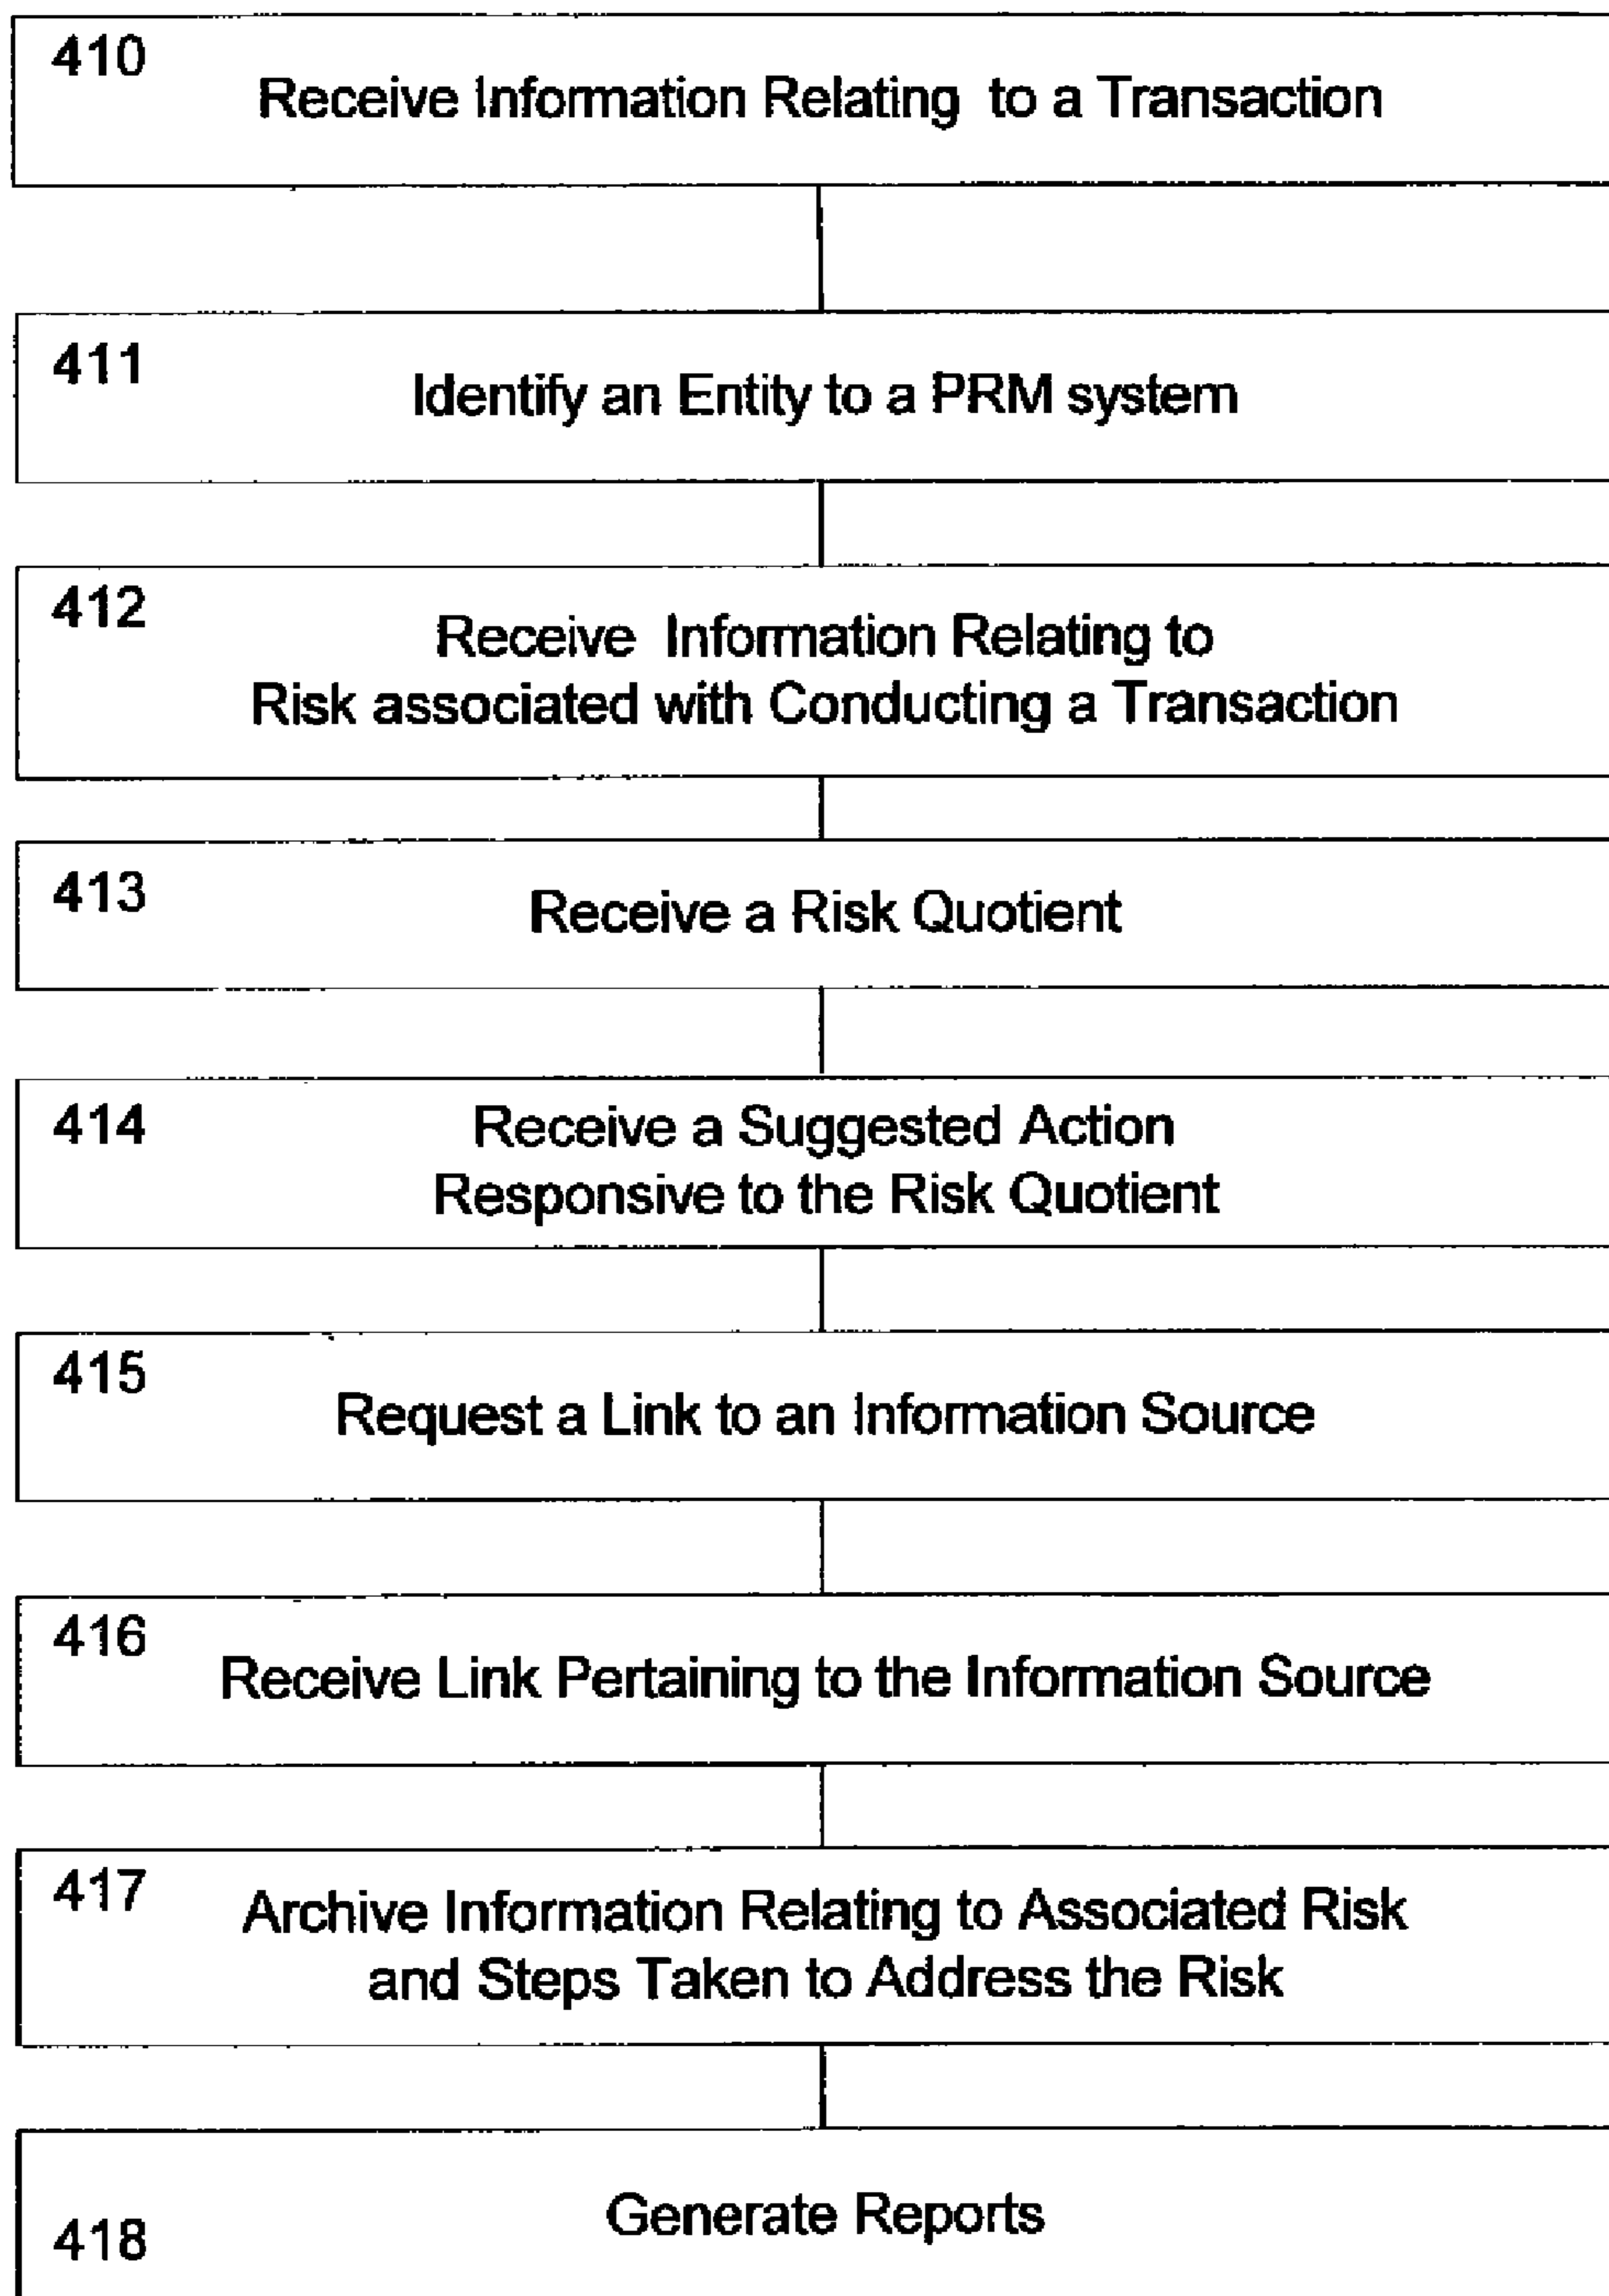 410
Receive Information Relating to a Transaction
411
Identify an Entity to a PRM system
412
Receive Information Relating to
Risk associated with Conducting a Transaction
413
Receive a Risk Quotient
414
Receive a Suggested Action
Responsive to the Risk Quotient
415
Request a Link to an Information Source
416
Receive Link Pertaining to the Information Source
417
Archive Information Relating to Associated Risk
and Steps Taken to Address the Risk
Generate Reports
418